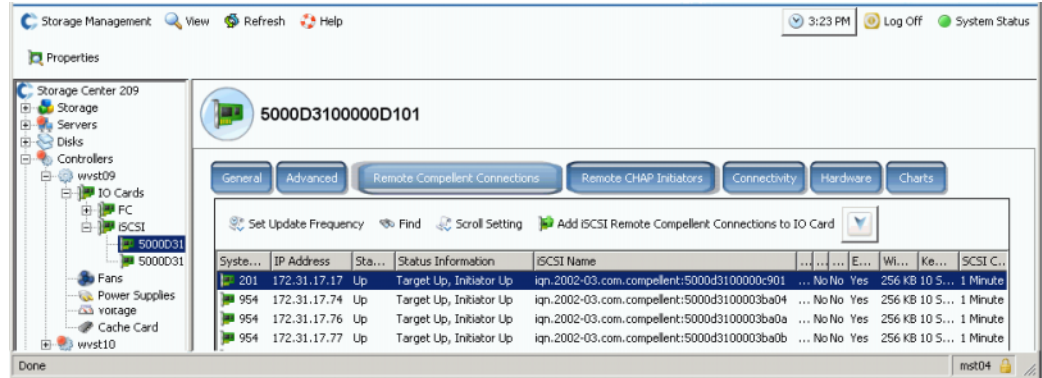 Storage Management View Refresh Help 3:23 PM Log Off System Status
Properties
Storage Center 209
Storage
Servers
Disks
Controllers
wvst09
IO Cards
FC
iSCSI
5000D31
5000D31
Fans
Power Supplies
Voltage
Cache Card
wvst10
5000D3100000D101
General Advanced Remote Compellent Connections Remote CHAP Initiators Connectivity Hardware Charts
Set Update Frequency Find Scroll Setting Add iSCSI Remote Compellent Connections to IO Card
Syste... IP Address Sta... Status Information iSCSI Name ... ... ... E... Wi... Ke... SCSI C...
201 172.31.17.17 Up Target Up, Initiator Up iqn.2002-03.com.compellent:5000d3100000c901 ... No No Yes 256 KB 10 S... 1 Minute
954 172.31.17.74 Up Target Up, Initiator Up iqn.2002-03.com.compellent:5000d3100003ba04 ... No No Yes 256 KB 10 S... 1 Minute
954 172.31.17.76 Up Target Up, Initiator Up iqn.2002-03.com.compellent:5000d3100003ba0a ... No No Yes 256 KB 10 S... 1 Minute
954 172.31.17.77 Up Target Up, Initiator Up iqn.2002-03.com.compellent:5000d3100003ba0b ... No No Yes 256 KB 10 S... 1 Minute
Done mst04